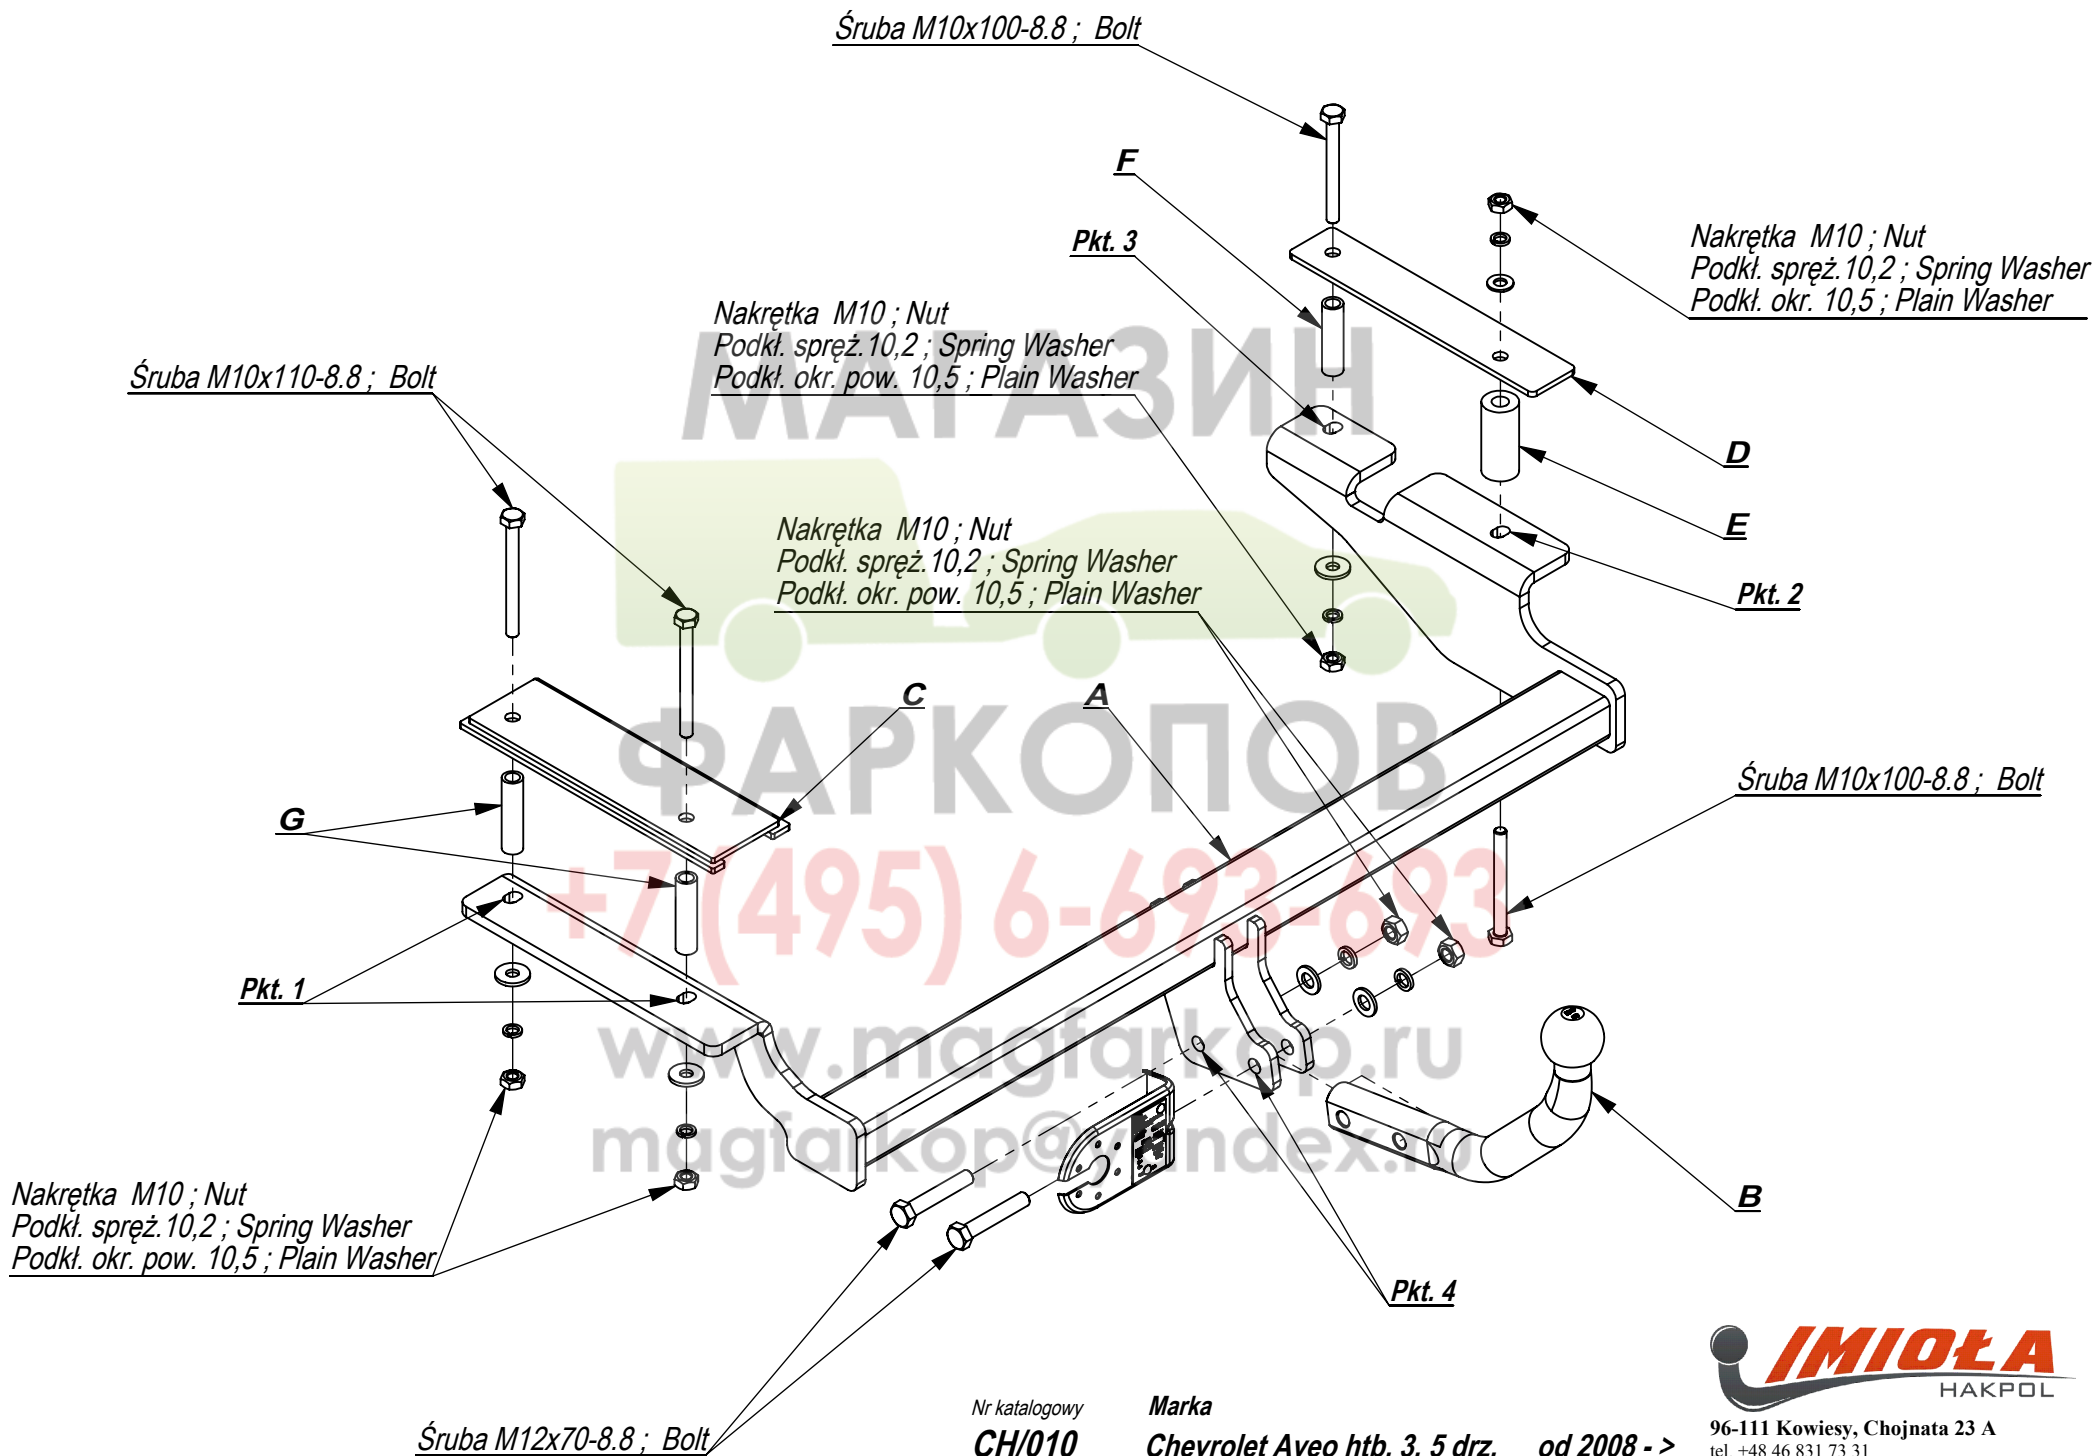 Śruba M10x100-8.8 ; Bolt
F
Pkt. 3
Nakrętka M10 ; Nut
Podkł. spręż.10,2 ; Spring Washer
Podkł. okr. 10,5 ; Plain Washer
Nakrętka M10 ; Nut
Podkł. spręż.10,2 ; Spring Washer
Podkł. okr. pow. 10,5 ; Plain Washer
МАГАЗИН
Śruba M10x110-8.8 ; Bolt
D
E
Nakrętka M10 ; Nut
Podkł. spręż.10,2 ; Spring Washer
Podkł. okr. pow. 10,5 ; Plain Washer
Pkt. 2
C
A
ФАРКОПОВ
Śruba M10x100-8.8 ; Bolt
G
+7(495) 6-693-693
Pkt. 1
www.magfarkop.ru
magfarkop@yandex.ru
B
Nakrętka M10 ; Nut
Podkł. spręż.10,2 ; Spring Washer
Podkł. okr. pow. 10,5 ; Plain Washer
Pkt. 4
IMIOŁA
HAKPOL
Nr katalogowy
Marka
96-111 Kowiesy, Chojnata 23 A
Śruba M12x70-8.8 ; Bolt
CH/010
Chevrolet Aveo htb. 3, 5 drz. od 2008 - >
tel. +48 46 831 73 31